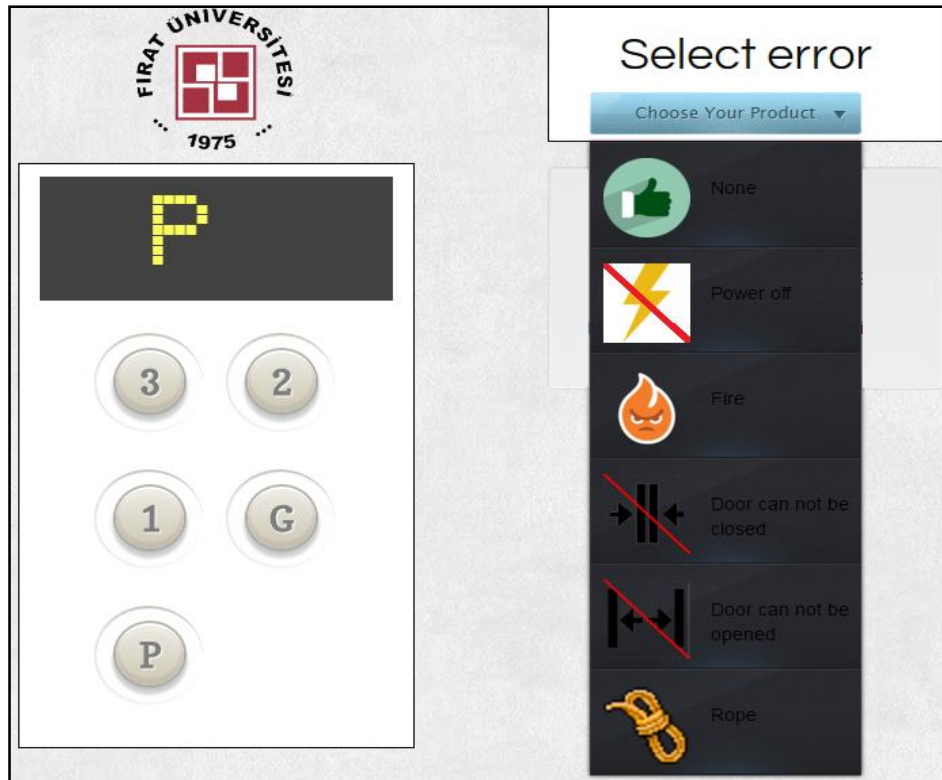 FIRAT ÜNİVERSİTESİ
... 1975 ...
P
3 2
1 G
P
Select error
Choose Your Product
None
Power off
Fire
Door can not be
closed
Door can not be
opened
Rope